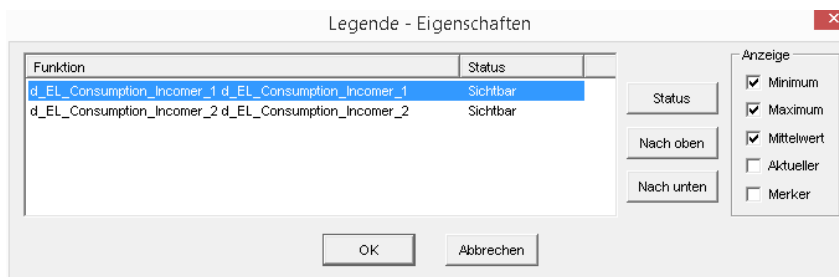 Legende - Eigenschaften
Funktion Status
d_EL_Consumption_Incomer_1 d_EL_Consumption_Incomer_1 Sichtbar
d_EL_Consumption_Incomer_2 d_EL_Consumption_Incomer_2 Sichtbar
Status
Nach oben
Nach unten
Anzeige
Minimum
Maximum
Mittelwert
Aktueller
Merker
OK Abbrechen